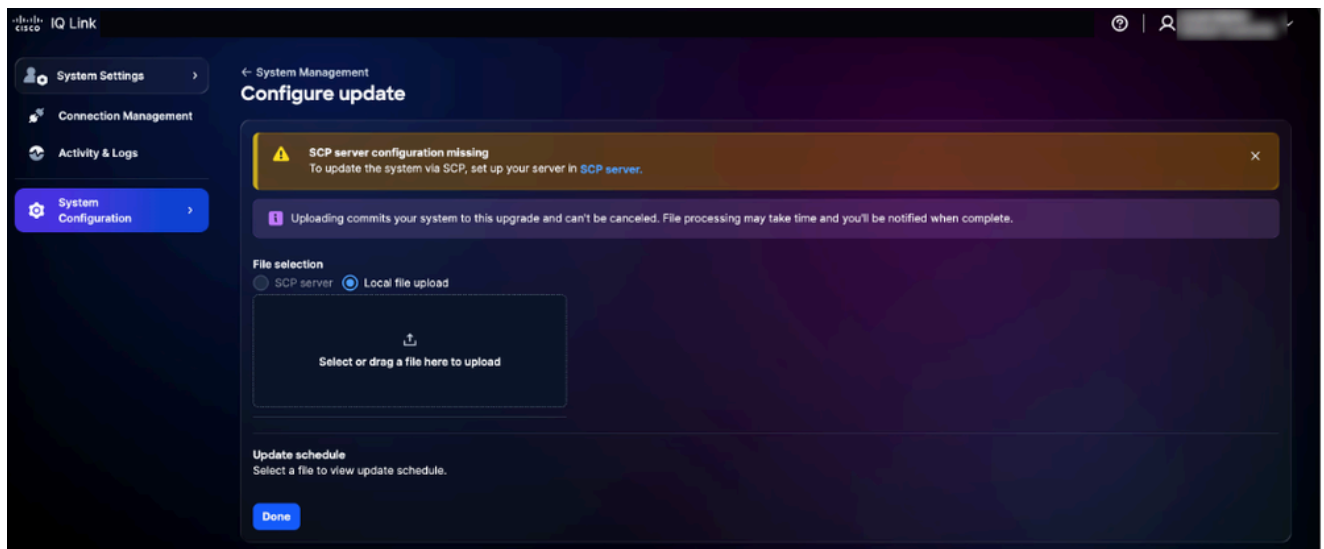 CISCO IQ Link
System Settings
← System Management
Configure update
Connection Management
Activity & Logs
System
Configuration
SCP server configuration missing
To update the system via SCP, set up your server in SCP server.
Uploading commits your system to this upgrade and can't be canceled. File processing may take time and you'll be notified when complete.
File selection
SCP server Local file upload
Select or drag a file here to upload
Update schedule
Select a file to view update schedule.
Done